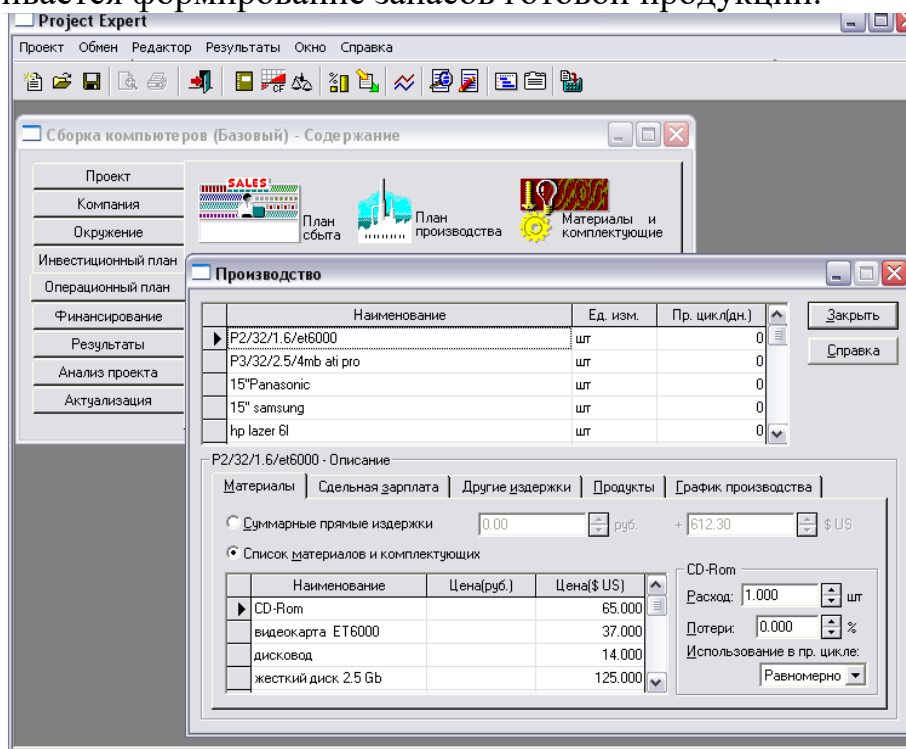 ивается формирование запасов готовой продукции.
Project Expert
Проект Обмен Редактор Результаты Окно Справка
Сборка компьютеров (Базовый) - Содержание
Проект
Компания
Окружение
Инвестиционный план
Операционный план
Финансирование
Результаты
Анализ проекта
Актуализация
SALES
План сбыта
План производства
Материалы и комплектующие
Производство
Наименование Ед. изм. Пр. цикл(дн.)
P2/32/1.6/et6000 шт 0
P3/32/2.5/4mb ati pro шт 0
15"Panasonic шт 0
15" samsung шт 0
hp lazer 6l шт 0
Закрыть
Справка
P2/32/1.6/et6000 - Описание
Материалы Сдельная зарплата Другие издержки Продукты График производства
Суммарные прямые издержки 0.00 руб. + 612.30 $ US
Список материалов и комплектующих
Наименование Цена(руб.) Цена($ US)
CD-Rom 65.000
видеокарта ET6000 37.000
дисковод 14.000
жесткий диск 2.5 Gb 125.000
CD-Rom
Расход: 1.000 шт
Потери: 0.000 %
Использование в пр. цикле:
Равномерно